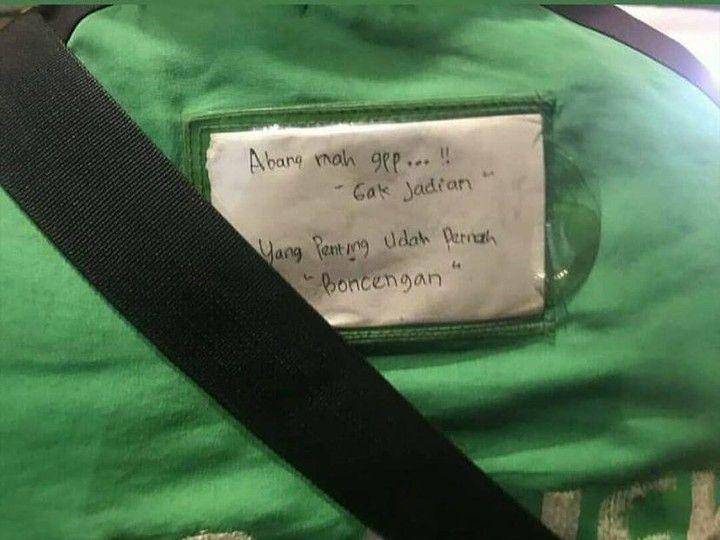 Abang mah gpp... !!
" Gak Jadian "
Yang Penting Udah Pernah
" Boncengan "